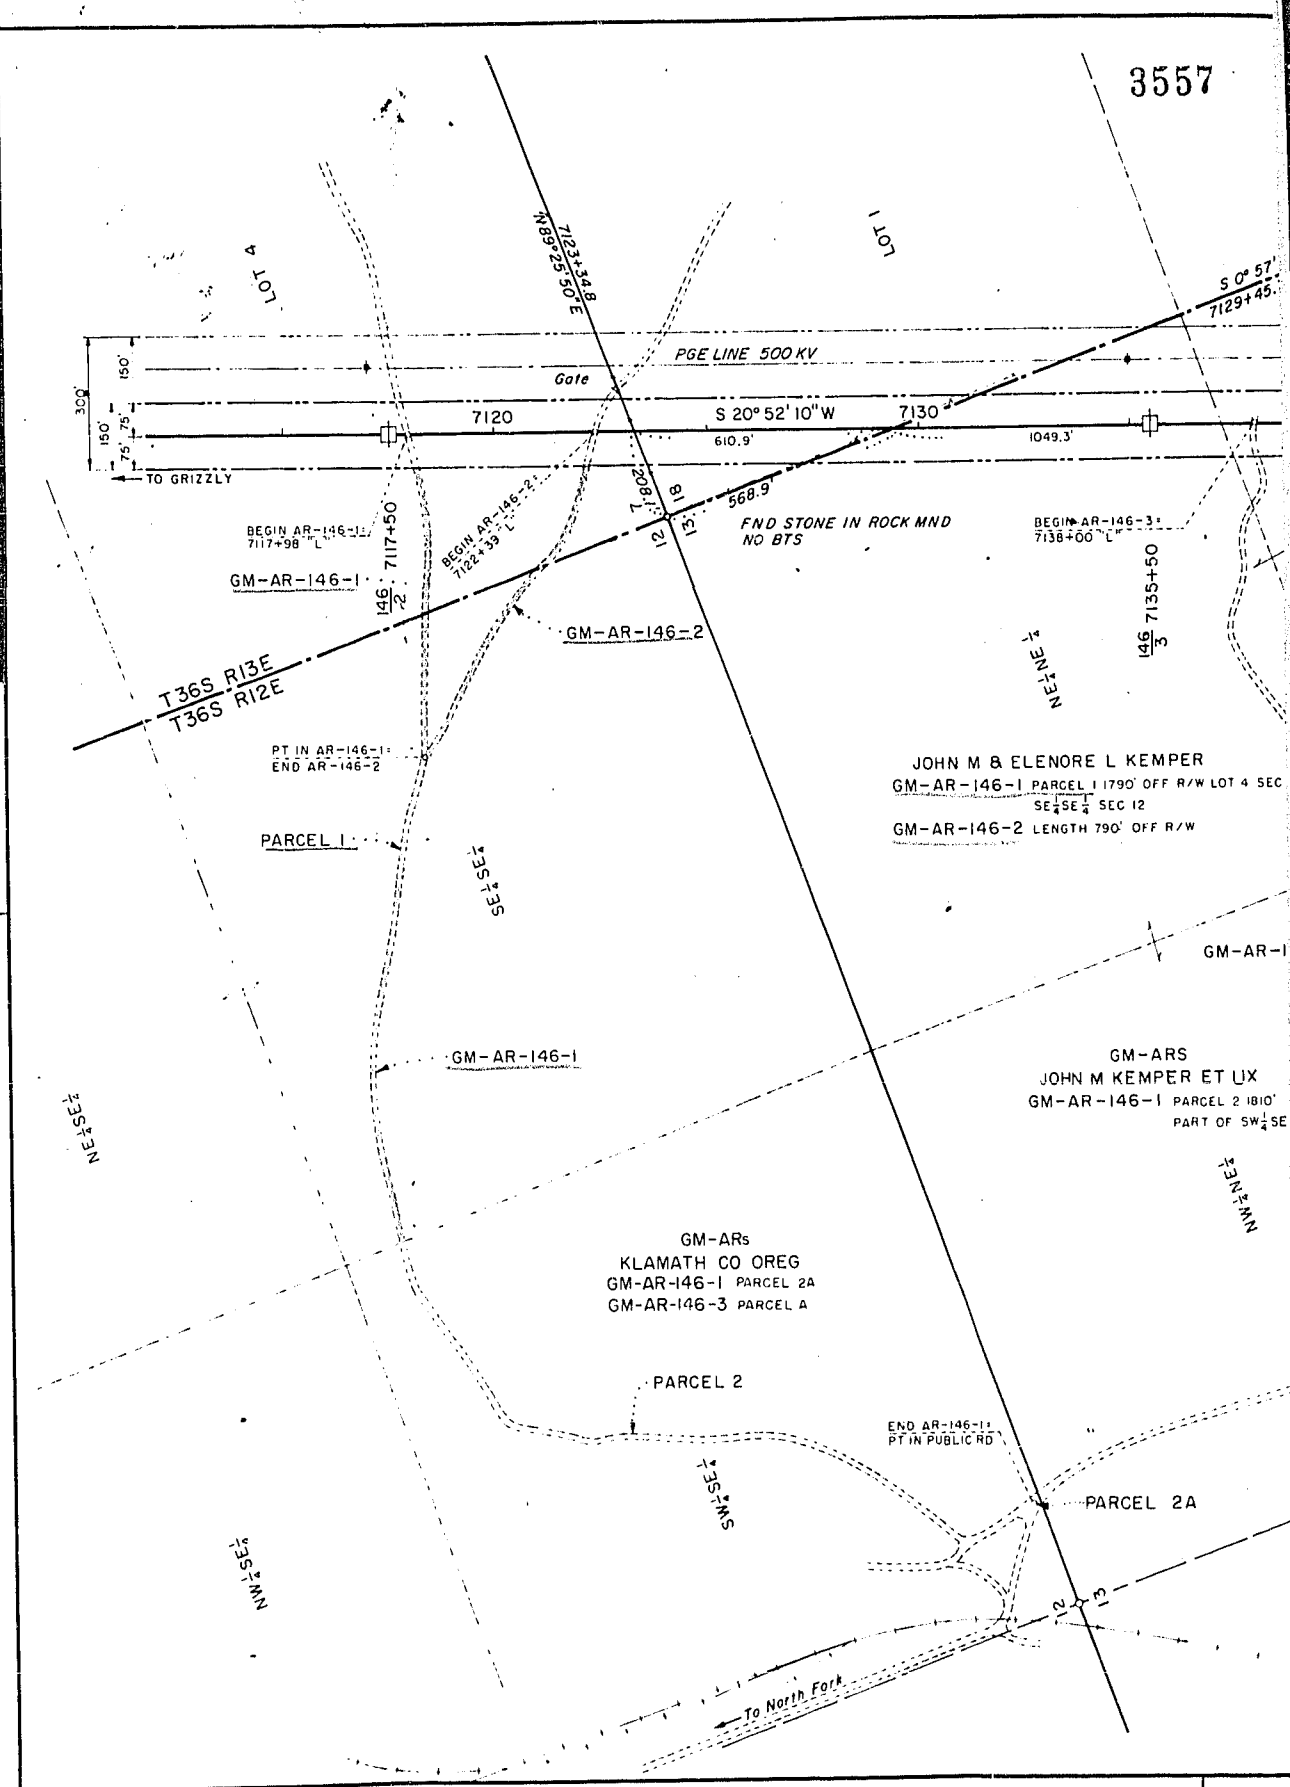 3557
LOT 4
7123+34.8
N89°25'50"E
LOT 1
S 0° 57'
7129+45.
PGE LINE 500 KV
Gate
300'
150'
150'
75'
75'
7120
S 20° 52' 10" W
7130
610.9'
1049.3'
TO GRIZZLY
208.1'
7
18
12
13
568.9'
FND STONE IN ROCK MND
NO BTS
BEGIN AR-146-1=
7117+98 "L"
BEGIN AR-146-2=
7122+39 "L"
BEGIN AR-146-3=
7138+00 "L"
GM-AR-146-1
146/2 7117+50
146/3 7135+50
GM-AR-146-2
NE¼NE¼
T36S R13E
T36S R12E
PT IN AR-146-1=
END AR-146-2
JOHN M & ELENORE L KEMPER
GM-AR-146-1 PARCEL 1 1790' OFF R/W LOT 4 SEC
SE¼SE¼ SEC 12
GM-AR-146-2 LENGTH 790' OFF R/W
PARCEL 1
SE¼SE¼
GM-AR-1
GM-AR-146-1
GM-ARS
JOHN M KEMPER ET UX
GM-AR-146-1 PARCEL 2 1810'
PART OF SW¼SE
NE¼SE¼
NW¼NE¼
GM-ARs
KLAMATH CO OREG
GM-AR-146-1 PARCEL 2A
GM-AR-146-3 PARCEL A
PARCEL 2
END AR-146-1=
PT IN PUBLIC RD
SW¼SE¼
PARCEL 2A
NW¼SE¼
12
13
To North Fork